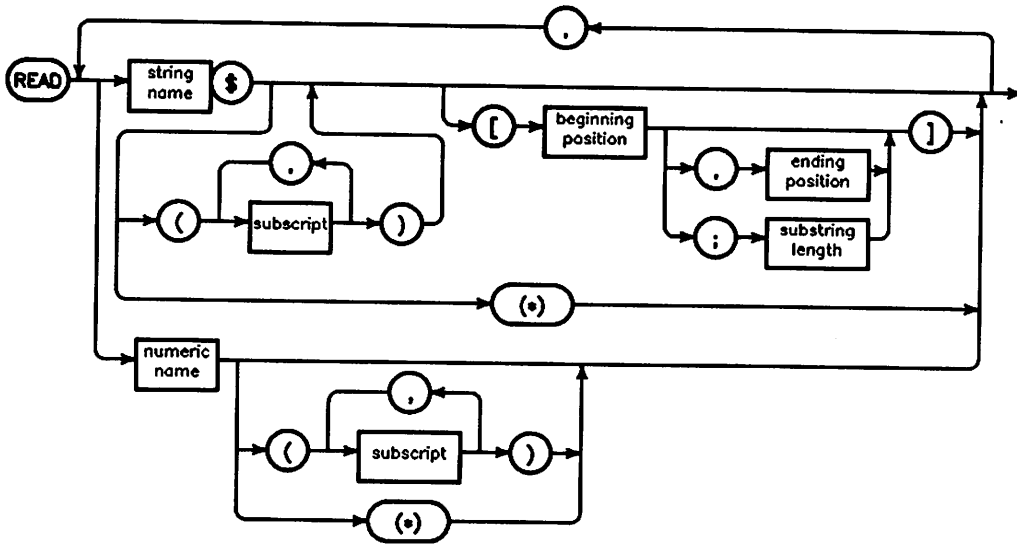 ,
READ
string
name
$
[
beginning
position
]
,
ending
position
;
substring
length
,
(
subscript
)
(*)
numeric
name
,
(
subscript
)
(*)